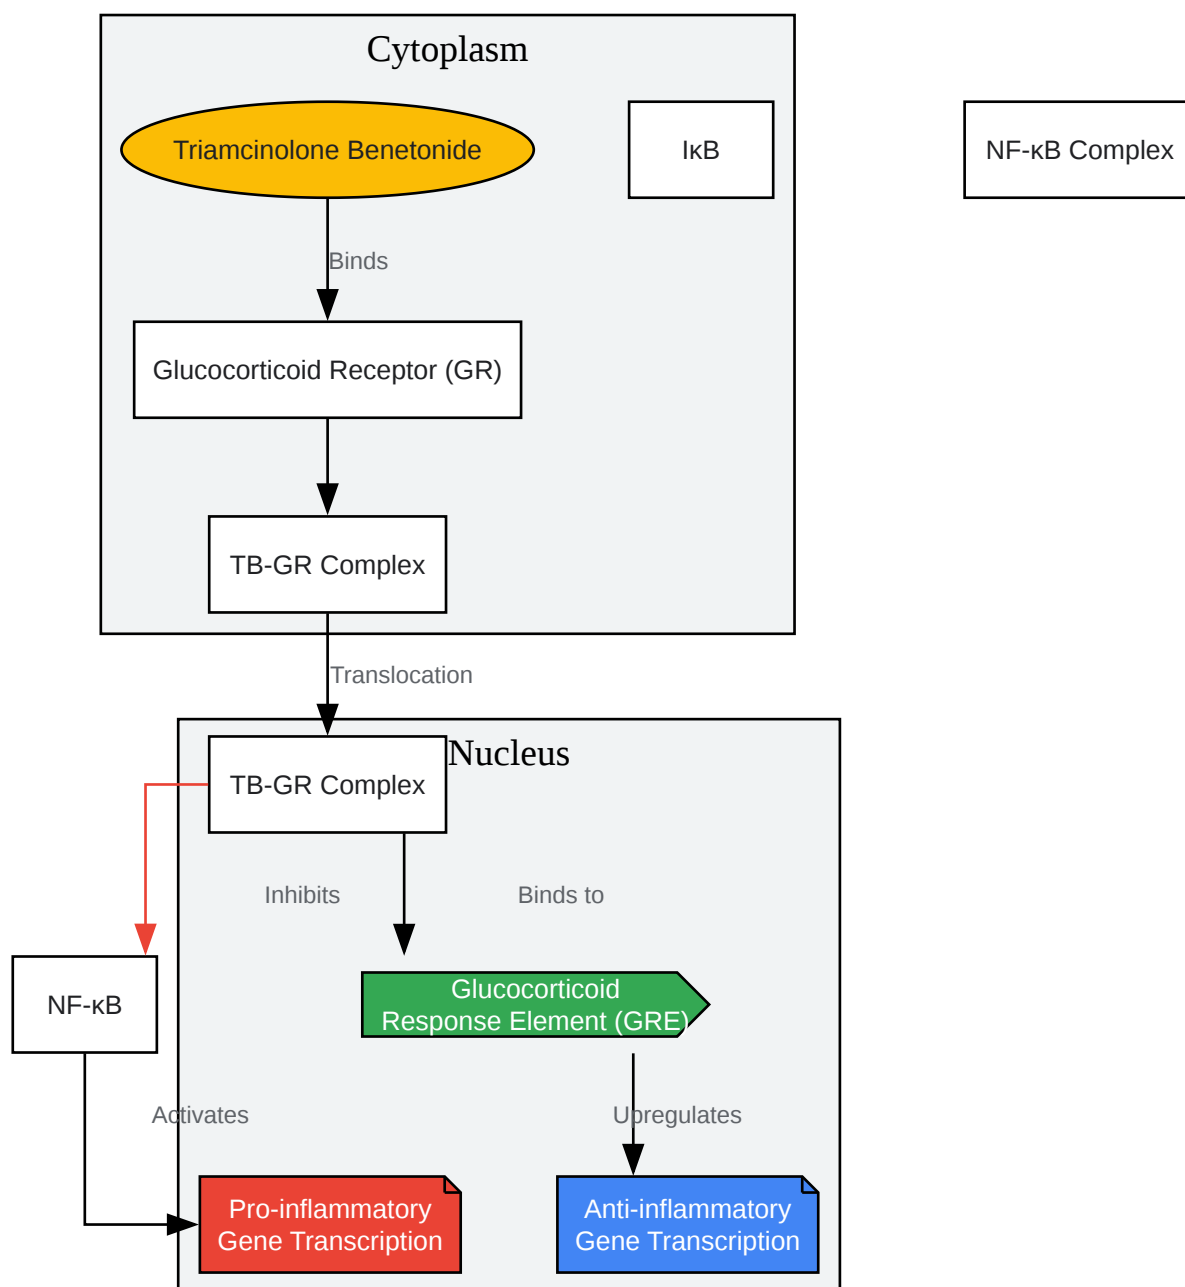 Cytoplasm
Triamcinolone Benetonide
IκB
NF-κB Complex
Binds
Glucocorticoid Receptor (GR)
TB-GR Complex
Translocation
Nucleus
TB-GR Complex
Inhibits
Binds to
NF-κB
Glucocorticoid
Response Element (GRE)
Activates
Upregulates
Pro-inflammatory
Gene Transcription
Anti-inflammatory
Gene Transcription